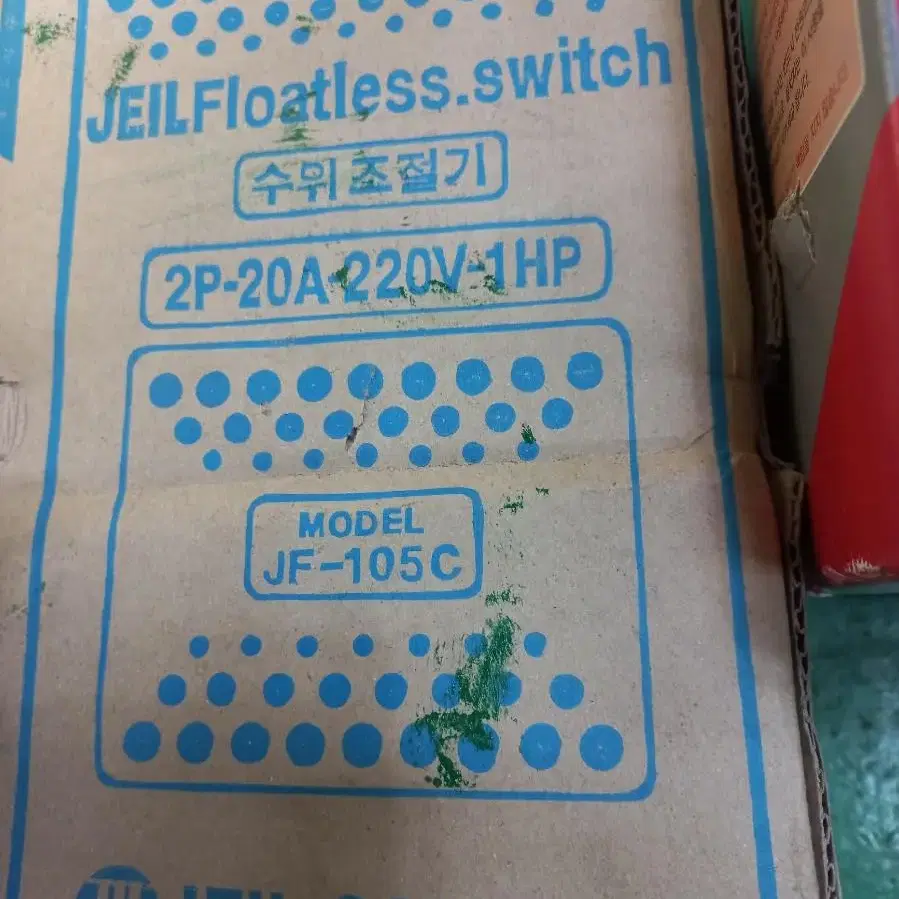 JEILFloatless.switch
수위조절기
2P-20A-220V-1HP
MODEL
JF-105C